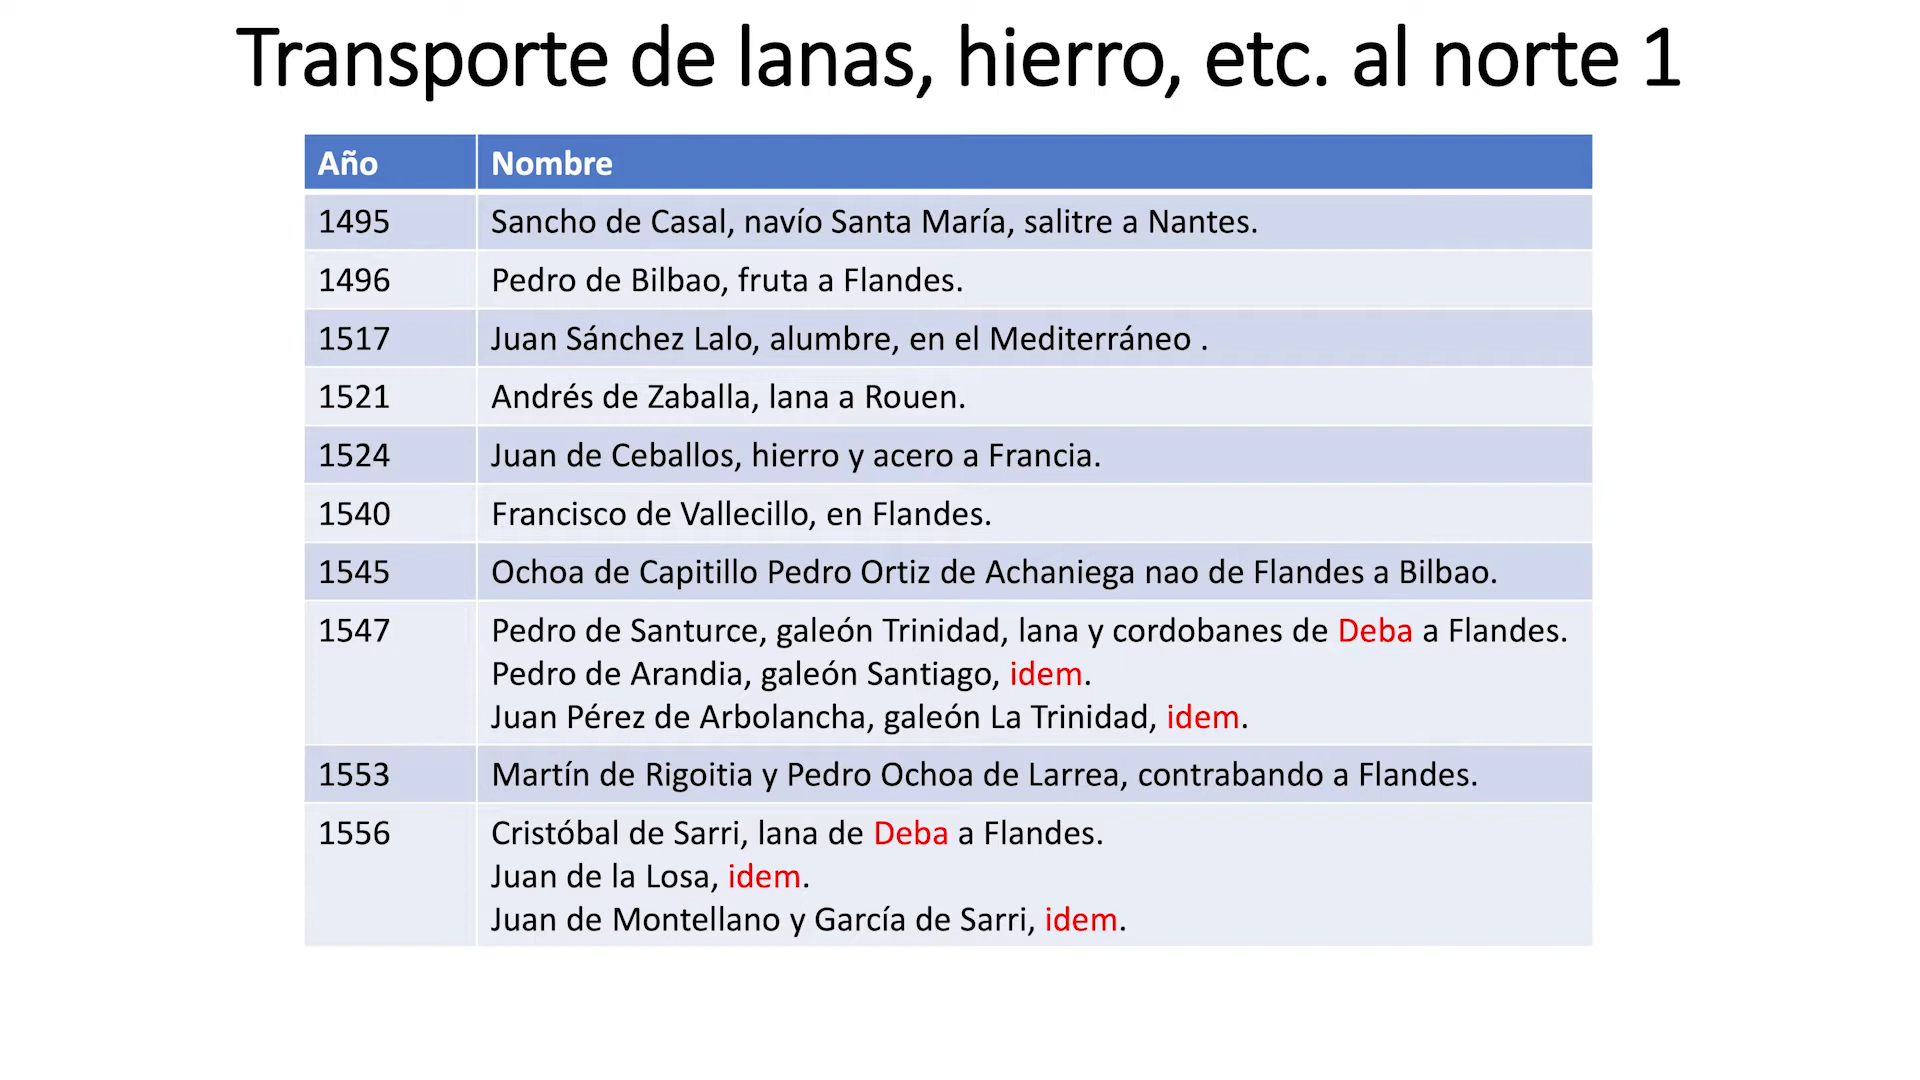 Transporte de lanas, hierro, etc. al norte 1
Año Nombre
1495 Sancho de Casal, navío Santa María, salitre a Nantes.
1496 Pedro de Bilbao, fruta a Flandes.
1517 Juan Sánchez Lalo, alumbre, en el Mediterráneo .
1521 Andrés de Zaballa, lana a Rouen.
1524 Juan de Ceballos, hierro y acero a Francia.
1540 Francisco de Vallecillo, en Flandes.
1545 Ochoa de Capitillo Pedro Ortiz de Achaniega nao de Flandes a Bilbao.
1547 Pedro de Santurce, galeón Trinidad, lana y cordobanes de Deba a Flandes.
Pedro de Arandia, galeón Santiago, idem.
Juan Pérez de Arbolancha, galeón La Trinidad, idem.
1553 Martín de Rigoitia y Pedro Ochoa de Larrea, contrabando a Flandes.
1556 Cristóbal de Sarri, lana de Deba a Flandes.
Juan de la Losa, idem.
Juan de Montellano y García de Sarri, idem.